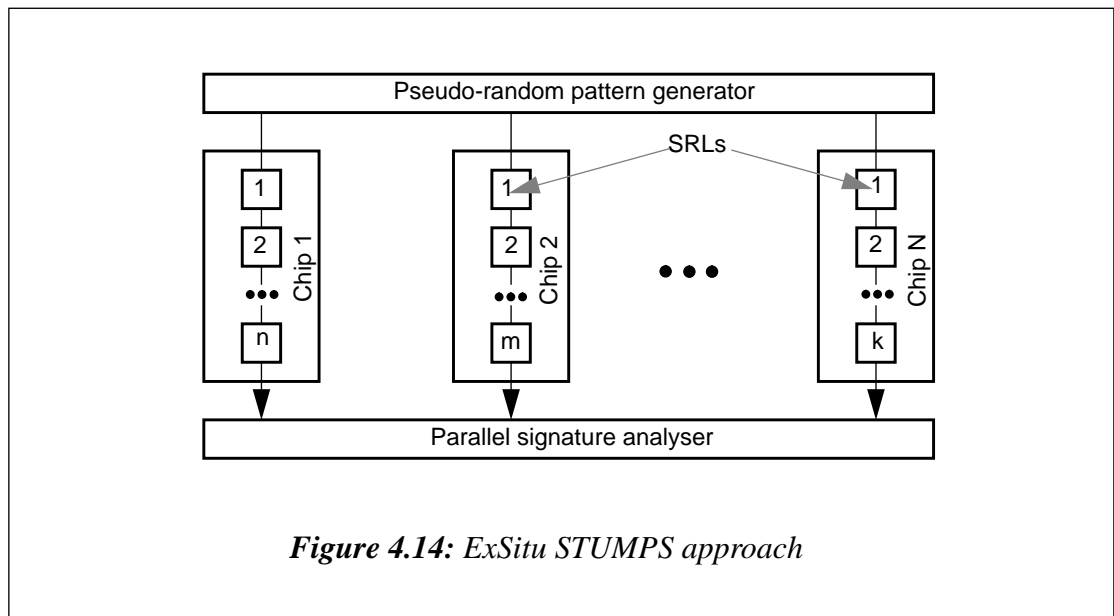 Pseudo-random pattern generator
SRLs
1
2
•••
n
Chip 1
1
2
•••
m
Chip 2
•••
1
2
•••
k
Chip N
Parallel signature analyser
Figure 4.14: ExSitu STUMPS approach